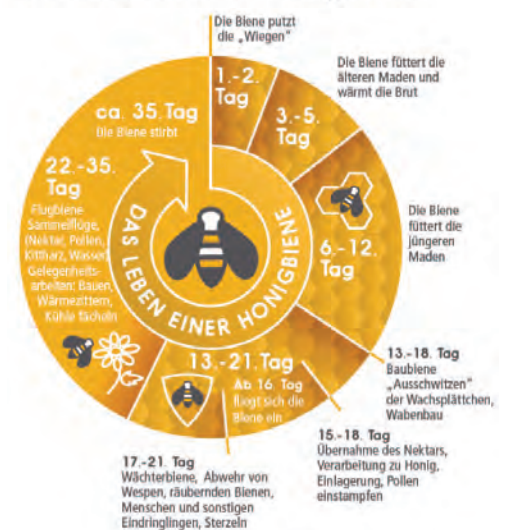 Die Biene putzt
die „Wiegen"
1.-2.
Tag
Die Biene füttert die
älteren Maden und
wärmt die Brut
3.-5.
Tag
6.-12.
Tag
Die Biene
füttert die
jüngeren
Maden
13.-18. Tag
Baubiene
„Ausschwitzen"
der Wachsplättchen,
Wabenbau
13.-21. Tag
Ab 16. Tag
fliegt sich die
Biene ein
15.-18. Tag
Übernahme des Nektars,
Verarbeitung zu Honig,
Einlagerung, Pollen
einstampfen
17.-21. Tag
Wächterbiene, Abwehr von
Wespen, räubernden Bienen,
Menschen und sonstigen
Eindringlingen, Sterzeln
22.-35.
Tag
Flugbiene
Sammelflüge,
(Nektar, Pollen,
Kittharz, Wasser)
Gelegenheits-
arbeiten: Bauen,
Wärmezittern,
Kühle fächeln
ca. 35. Tag
Die Biene stirbt
DAS LEBEN EINER HONIGBIENE